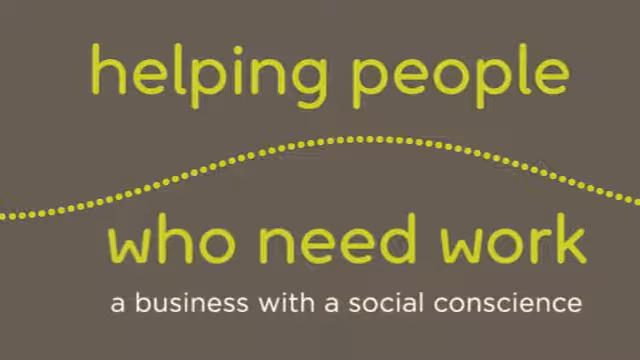 helping people
who need work
a business with a social conscience